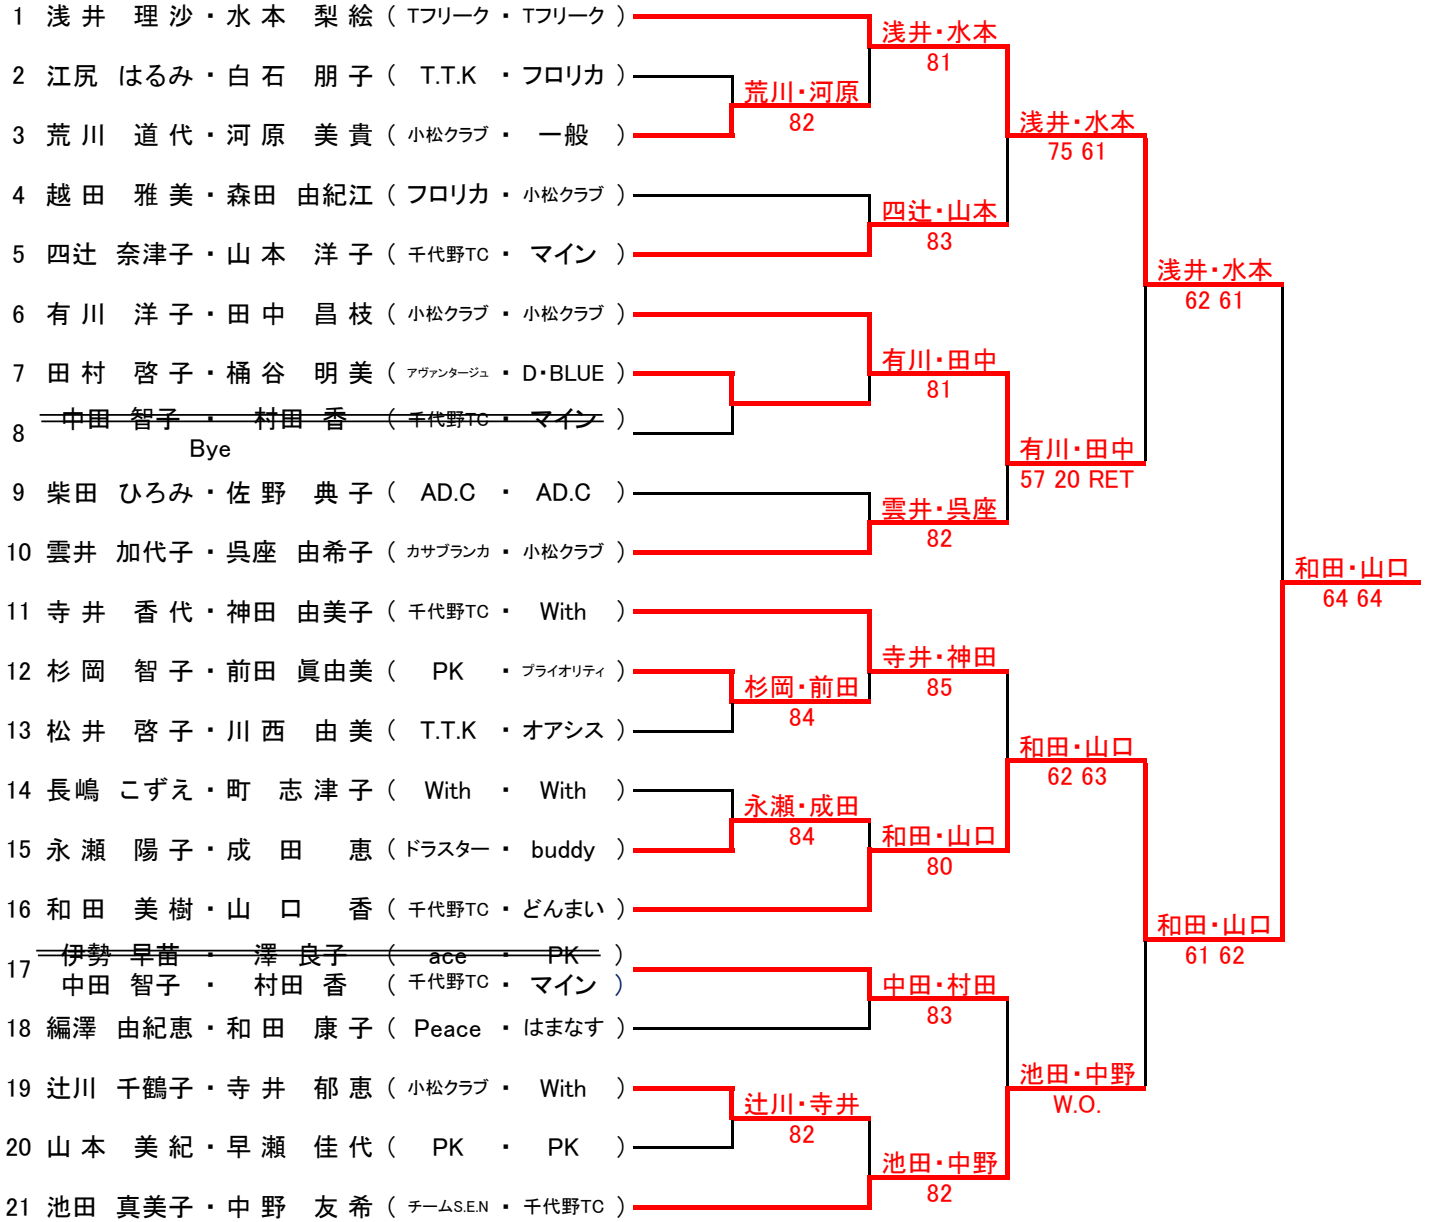 1 浅井 理沙・水本 梨絵 ( Tフリーク ・ Tフリーク )
浅井・水本
81
2 江尻 はるみ・白石 朋子 ( T.T.K ・ フロリカ )
荒川・河原
82
3 荒川 道代・河原 美貴 ( 小松クラブ ・ 一般 )
浅井・水本
75 61
4 越田 雅美・森田 由紀江 ( フロリカ ・ 小松クラブ )
四辻・山本
83
5 四辻 奈津子・山本 洋子 ( 千代野TC ・ マイン )
浅井・水本
62 61
6 有川 洋子・田中 昌枝 ( 小松クラブ ・ 小松クラブ )
有川・田中
81
7 田村 啓子・桶谷 明美 ( アヴァンタージュ ・ D・BLUE )
8 中田 智子 ・ 村田 香 ( 千代野TC ・ マイン )
Bye
有川・田中
57 20 RET
9 柴田 ひろみ・佐野 典子 ( AD.C ・ AD.C )
雲井・呉座
82
10 雲井 加代子・呉座 由希子 ( カサブランカ ・ 小松クラブ )
和田・山口
64 64
11 寺井 香代・神田 由美子 ( 千代野TC ・ With )
寺井・神田
85
12 杉岡 智子・前田 眞由美 ( PK ・ プライオリティ )
杉岡・前田
84
13 松井 啓子・川西 由美 ( T.T.K ・ オアシス )
和田・山口
62 63
14 長嶋 こずえ・町 志津子 ( With ・ With )
永瀬・成田
84
15 永瀬 陽子・成田 恵 ( ドラスター ・ buddy )
和田・山口
80
16 和田 美樹・山口 香 ( 千代野TC ・ どんまい )
和田・山口
61 62
17 伊勢 早苗 ・ 澤 良子 ( ace ・ PK )
中田 智子 ・ 村田 香 ( 千代野TC ・ マイン )
中田・村田
83
18 編澤 由紀恵・和田 康子 ( Peace ・ はまなす )
池田・中野
W.O.
19 辻川 千鶴子・寺井 郁恵 ( 小松クラブ ・ With )
辻川・寺井
82
20 山本 美紀・早瀬 佳代 ( PK ・ PK )
池田・中野
82
21 池田 真美子・中野 友希 ( チームS.E.N ・ 千代野TC )